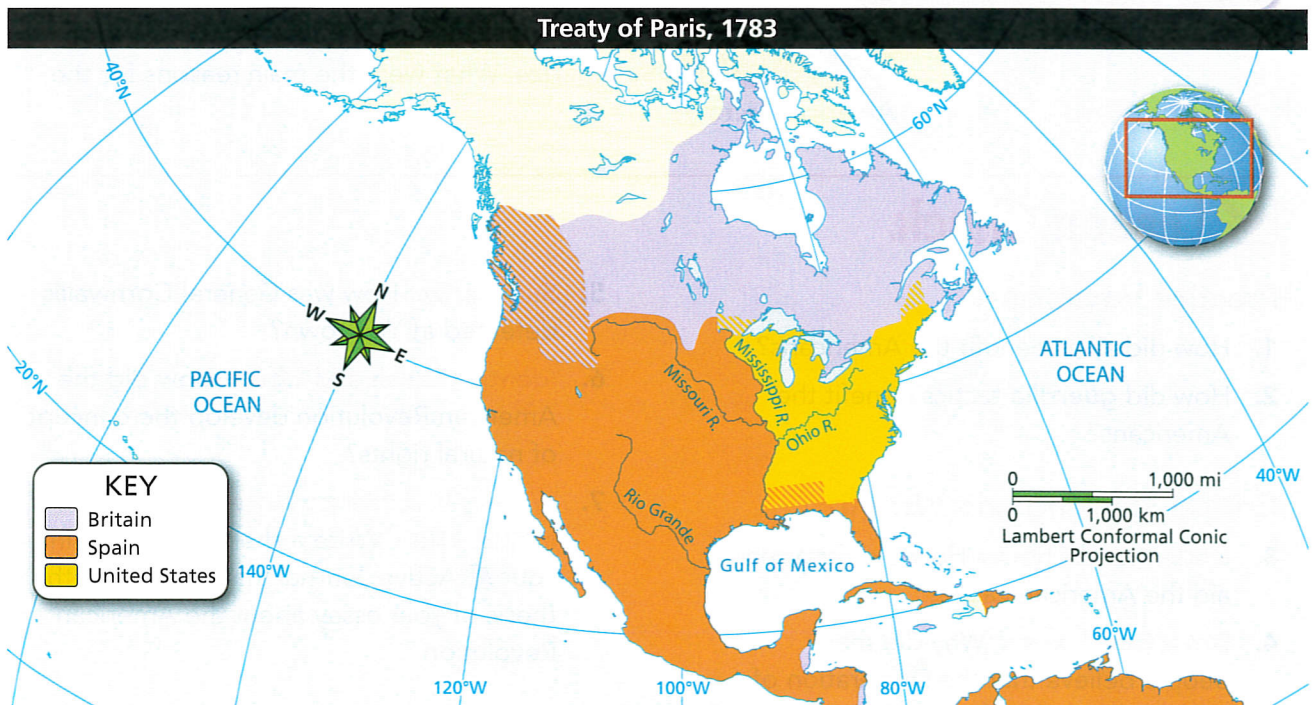 Treaty of Paris, 1783
40°N
60°N
N
W
E
S
20°N
PACIFIC
OCEAN
ATLANTIC
OCEAN
Missouri R.
Mississippi R.
Ohio R.
Rio Grande
Gulf of Mexico
KEY
Britain
Spain
United States
0 1,000 mi
0 1,000 km
Lambert Conformal Conic
Projection
40°N
140°W
120°W
100°W
80°W
60°W